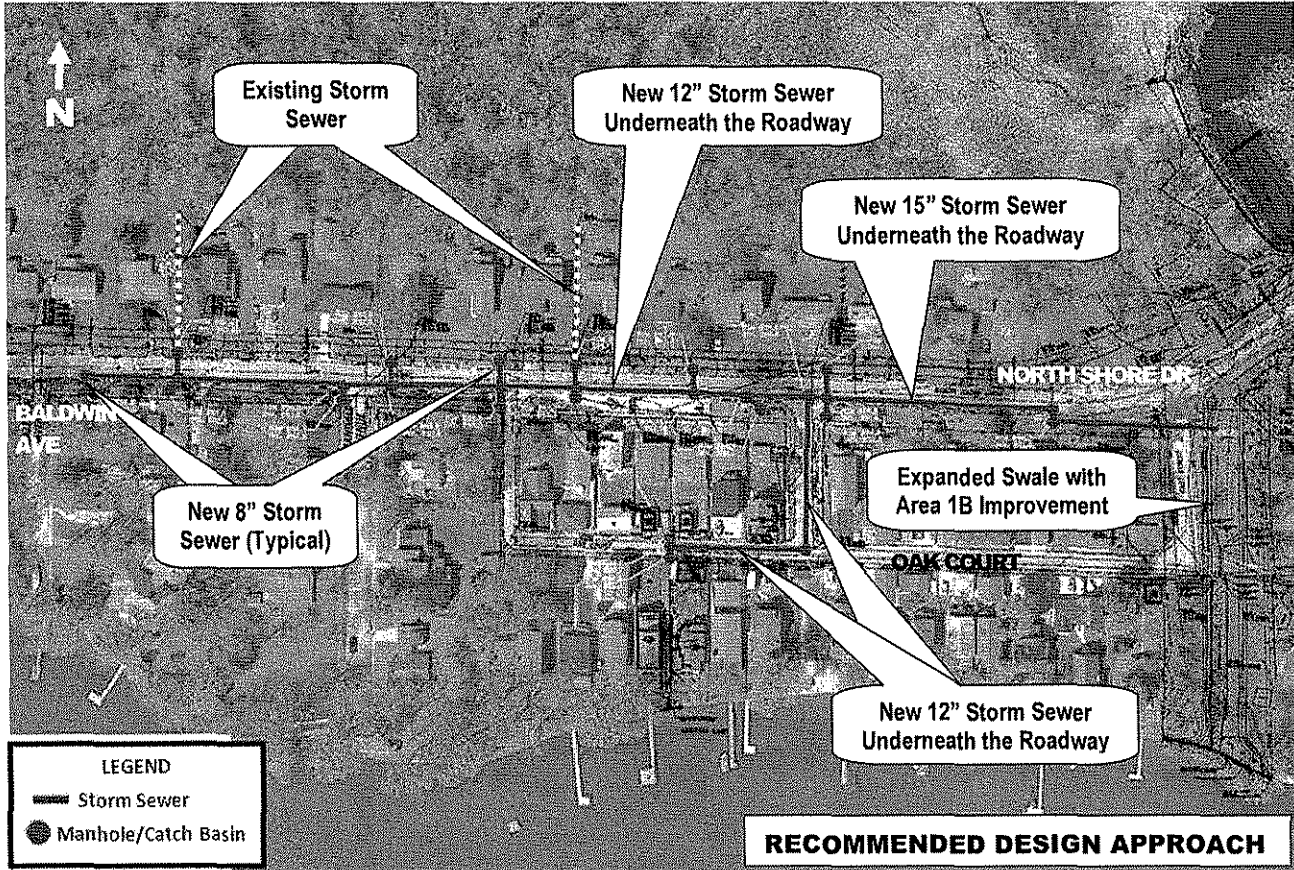 N
Existing Storm
Sewer
New 12" Storm Sewer
Underneath the Roadway
New 15" Storm Sewer
Underneath the Roadway
NORTH SHORE DR
BALDWIN
AVE
New 8" Storm
Sewer (Typical)
Expanded Swale with
Area 1B Improvement
OAK COURT
New 12" Storm Sewer
Underneath the Roadway
LEGEND
Storm Sewer
Manhole/Catch Basin
RECOMMENDED DESIGN APPROACH